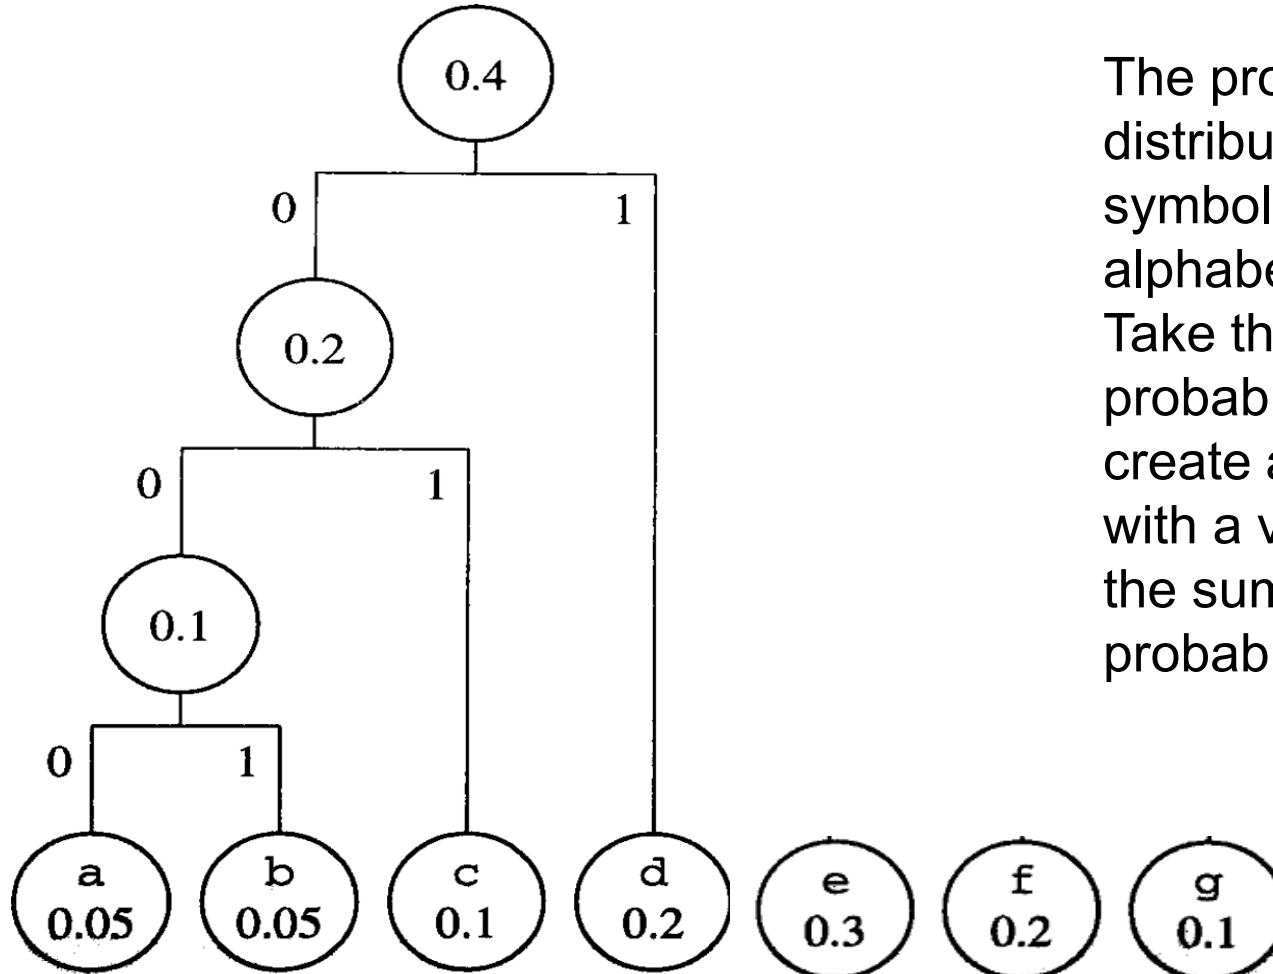 0.4
The pro
distribu
symbol
alphabe
Take th
probab
create a
with a v
the sum
probab
0 1
0.2
0 1
0.1
0 1
a b c d e f g
0.05 0.05 0.1 0.2 0.3 0.2 0.1